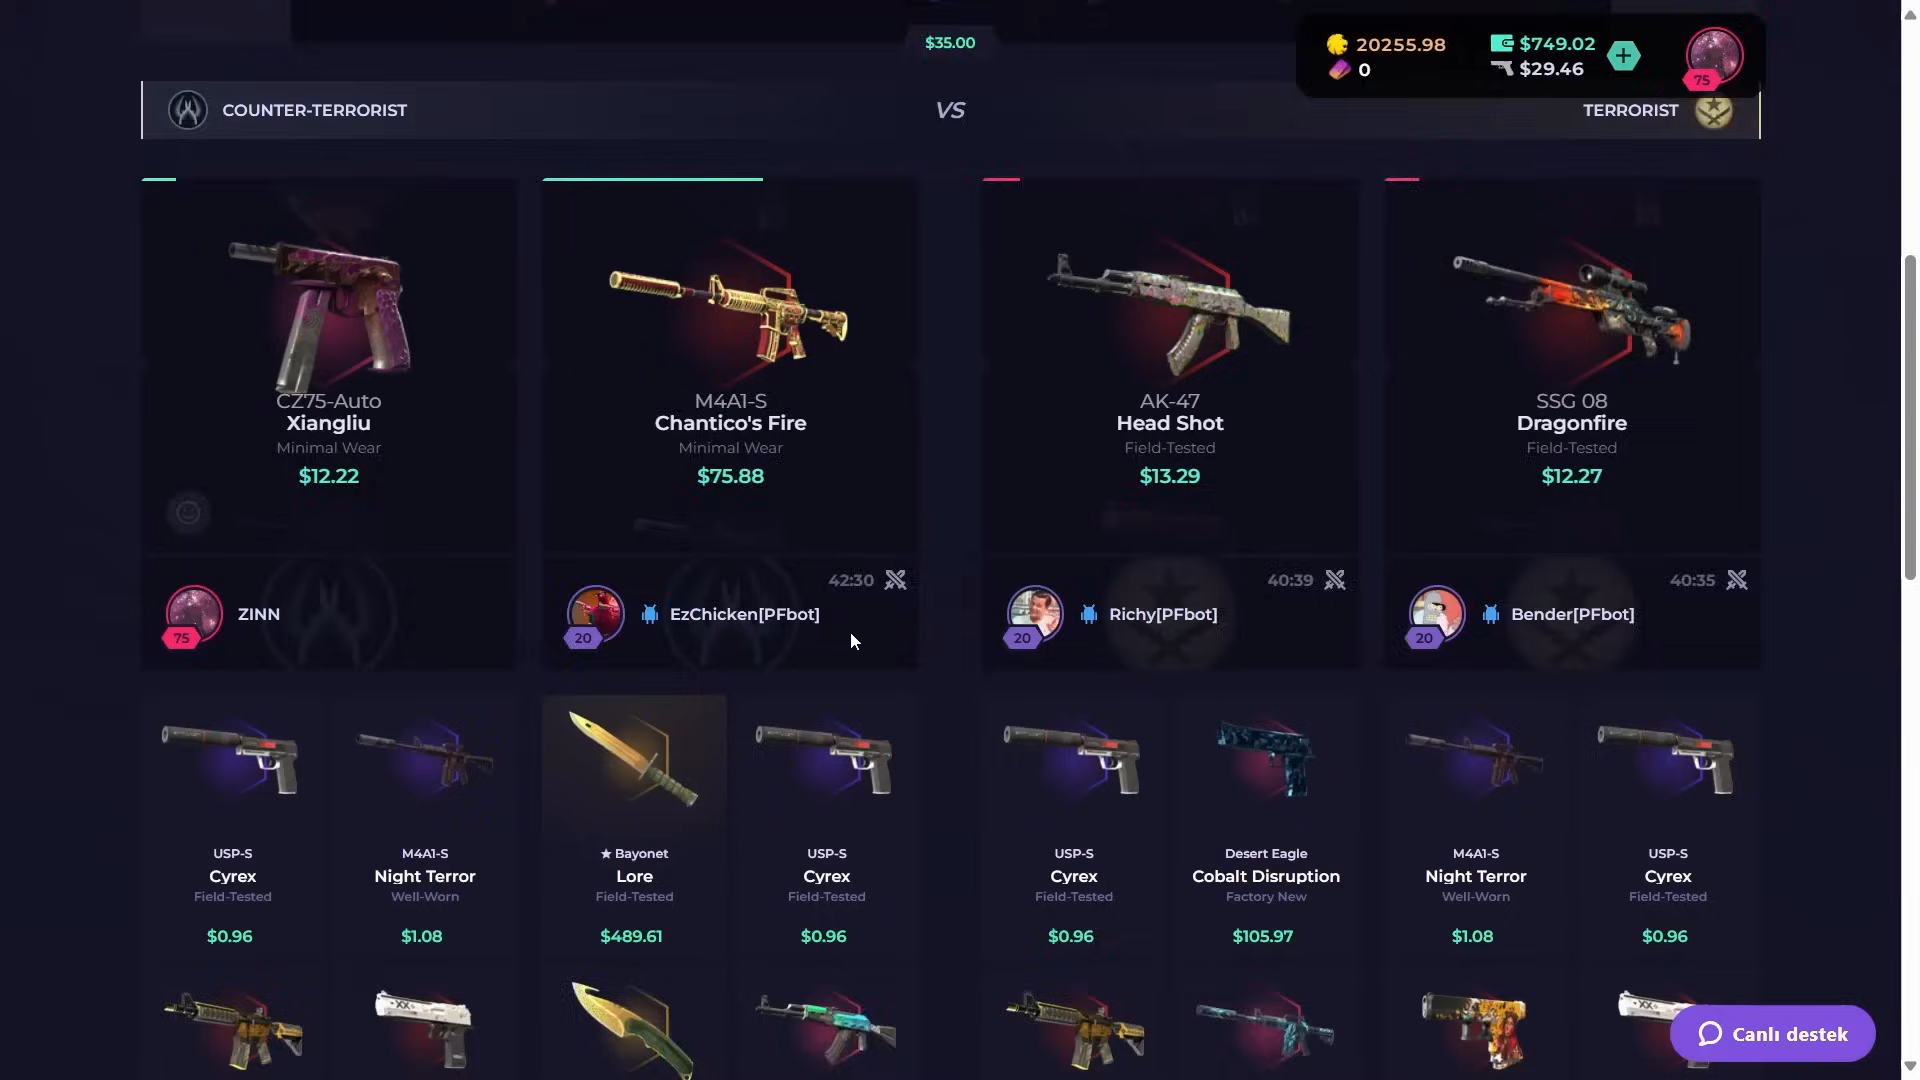 $35.00
20255.98
$749.02
0
$29.46
75
COUNTER-TERRORIST
VS
TERRORIST
CZ75-Auto
Xiangliu
Minimal Wear
$12.22
M4A1-S
Chantico's Fire
Minimal Wear
$75.88
AK-47
Head Shot
Field-Tested
$13.29
SSG 08
Dragonfire
Field-Tested
$12.27
75
ZINN
42:30
20
EzChicken[PFbot]
40:39
20
Richy[PFbot]
40:35
20
Bender[PFbot]
USP-S
Cyrex
Field-Tested
$0.96
M4A1-S
Night Terror
Well-Worn
$1.08
★ Bayonet
Lore
Field-Tested
$489.61
USP-S
Cyrex
Field-Tested
$0.96
USP-S
Cyrex
Field-Tested
$0.96
Desert Eagle
Cobalt Disruption
Factory New
$105.97
M4A1-S
Night Terror
Well-Worn
$1.08
USP-S
Cyrex
Field-Tested
$0.96
Canlı destek